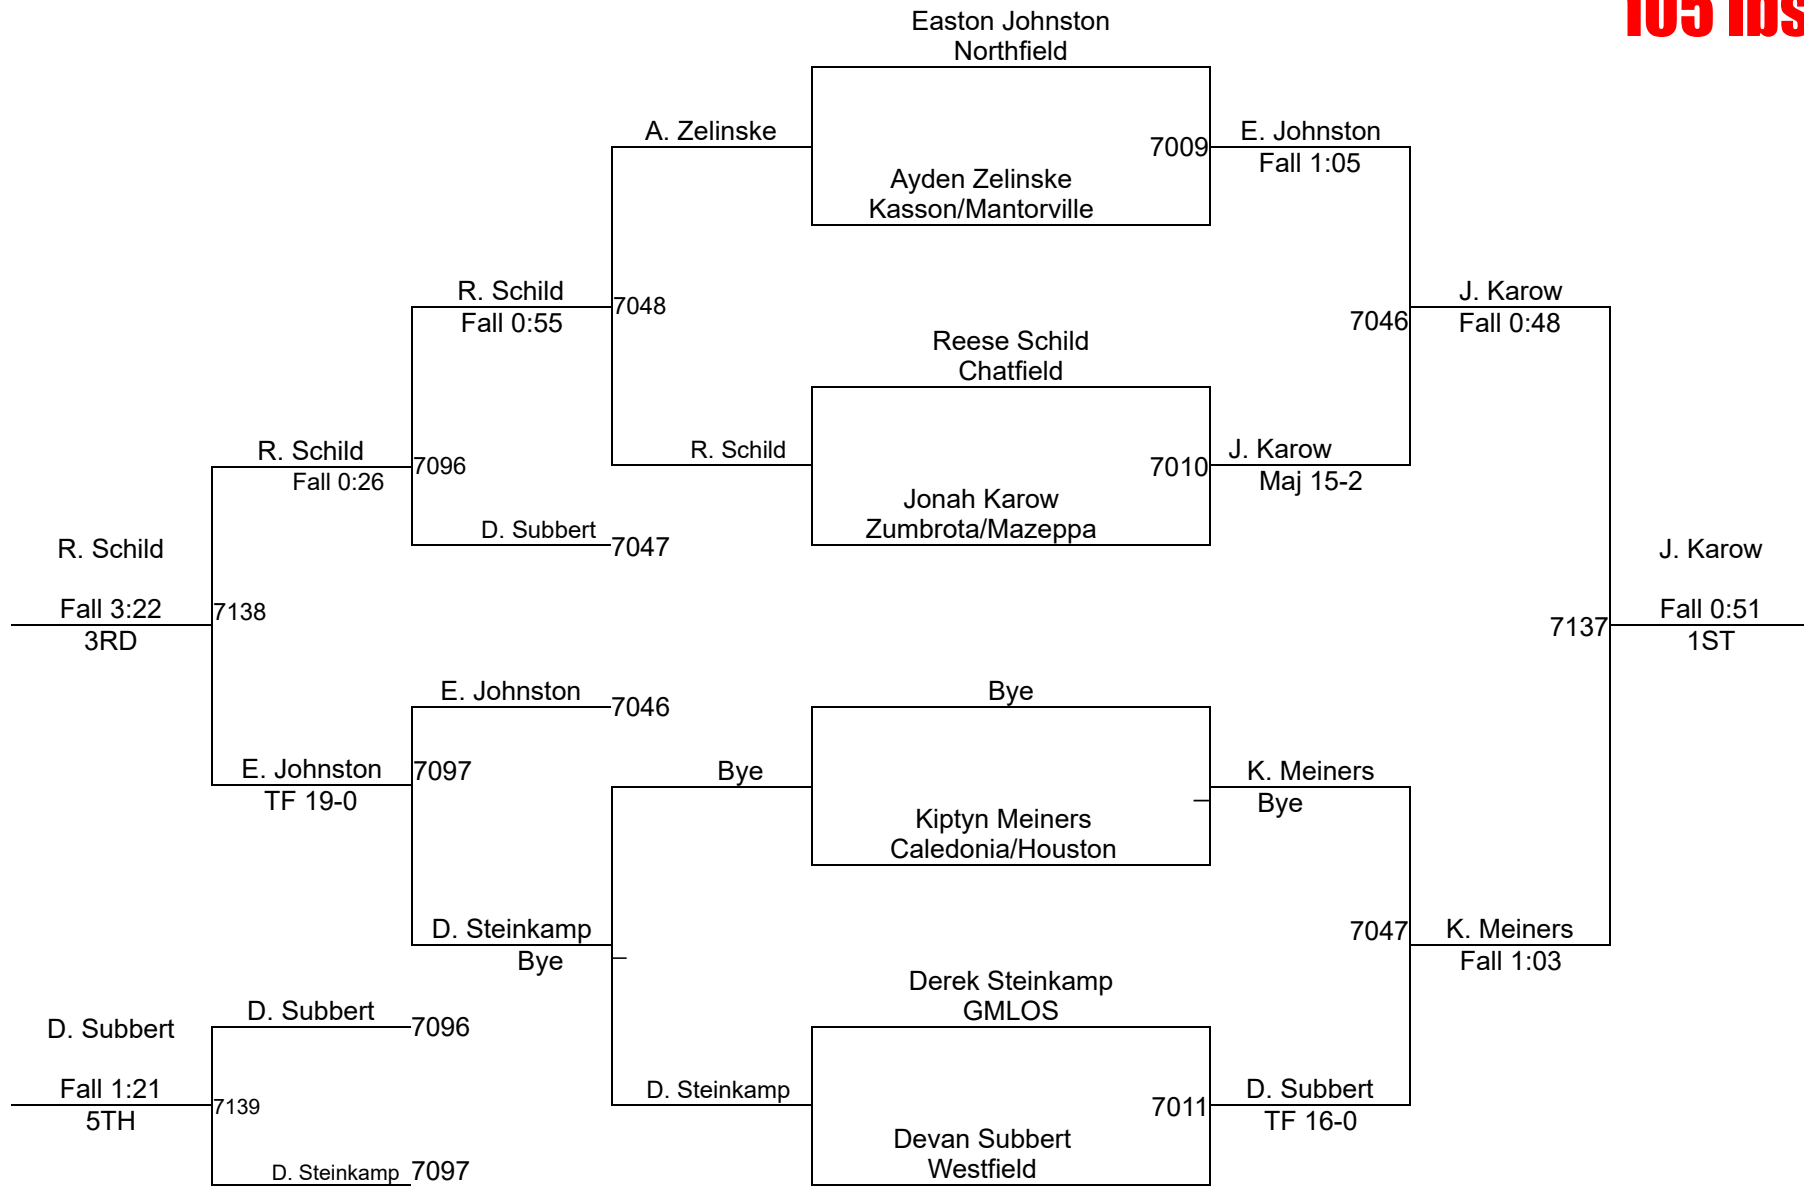 105 lbs
Easton Johnston
Northfield
A. Zelinske
7009
E. Johnston
Fall 1:05
Ayden Zelinske
Kasson/Mantorville
R. Schild
Fall 0:55
7048
7046
J. Karow
Fall 0:48
Reese Schild
Chatfield
R. Schild
Fall 0:26
7096
R. Schild
7010
J. Karow
Maj 15-2
Jonah Karow
Zumbrota/Mazeppa
D. Subbert
7047
R. Schild
Fall 3:22
3RD
7138
J. Karow
Fall 0:51
1ST
7137
E. Johnston
7046
Bye
E. Johnston
TF 19-0
7097
Bye
K. Meiners
Bye
Kiptyn Meiners
Caledonia/Houston
D. Steinkamp
Bye
7047
K. Meiners
Fall 1:03
Derek Steinkamp
GMLOS
D. Subbert
7096
D. Subbert
Fall 1:21
5TH
7139
D. Steinkamp
7011
D. Subbert
TF 16-0
Devan Subbert
Westfield
D. Steinkamp
7097